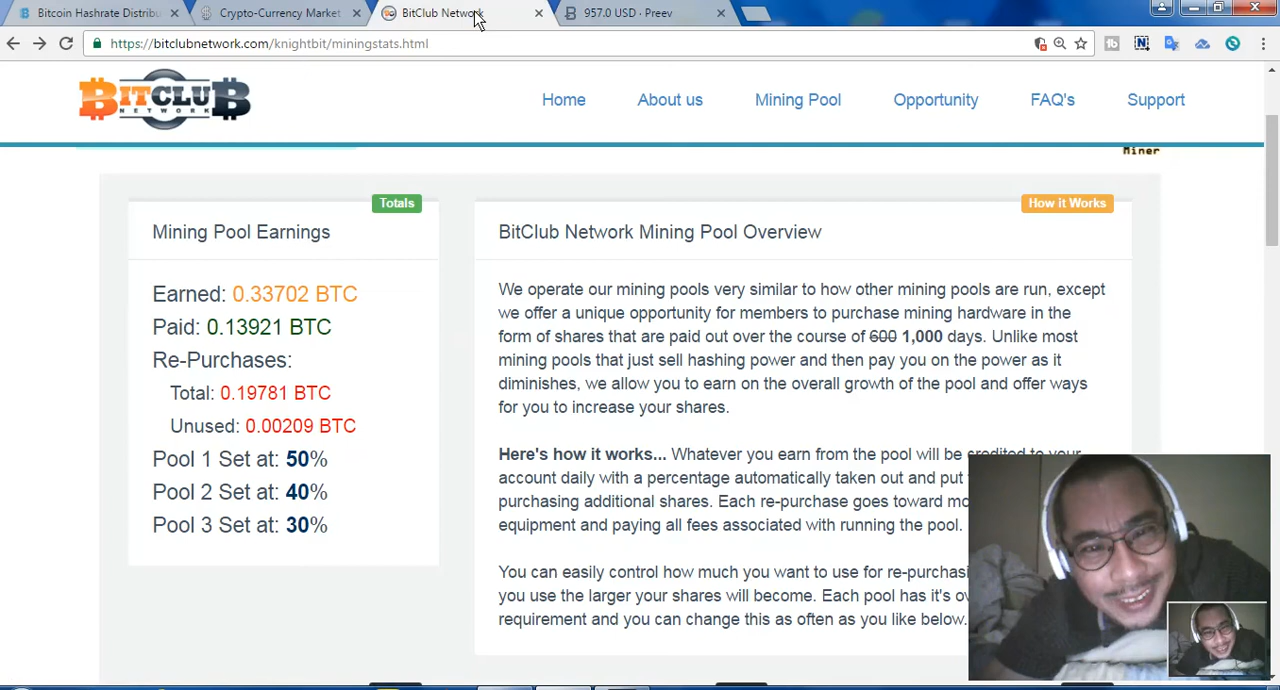 Bitcoin Hashrate Distribu
Crypto-Currency Market
BitClub Network
957.0 USD · Preev
https://bitclubnetwork.com/knightbit/miningstats.html
BITCLUB
NETWORK
Home
About us
Mining Pool
Opportunity
FAQ's
Support
Miner
Totals
Mining Pool Earnings
Earned: 0.33702 BTC
Paid: 0.13921 BTC
Re-Purchases:
Total: 0.19781 BTC
Unused: 0.00209 BTC
Pool 1 Set at: 50%
Pool 2 Set at: 40%
Pool 3 Set at: 30%
How it Works
BitClub Network Mining Pool Overview
We operate our mining pools very similar to how other mining pools are run, except
we offer a unique opportunity for members to purchase mining hardware in the
form of shares that are paid out over the course of 600 1,000 days. Unlike most
mining pools that just sell hashing power and then pay you on the power as it
diminishes, we allow you to earn on the overall growth of the pool and offer ways
for you to increase your shares.
Here's how it works... Whatever you earn from the pool will be credited to your
account daily with a percentage automatically taken out and put
purchasing additional shares. Each re-purchase goes toward mo
equipment and paying all fees associated with running the pool.
You can easily control how much you want to use for re-purchasi
you use the larger your shares will become. Each pool has it's ov
requirement and you can change this as often as you like below.